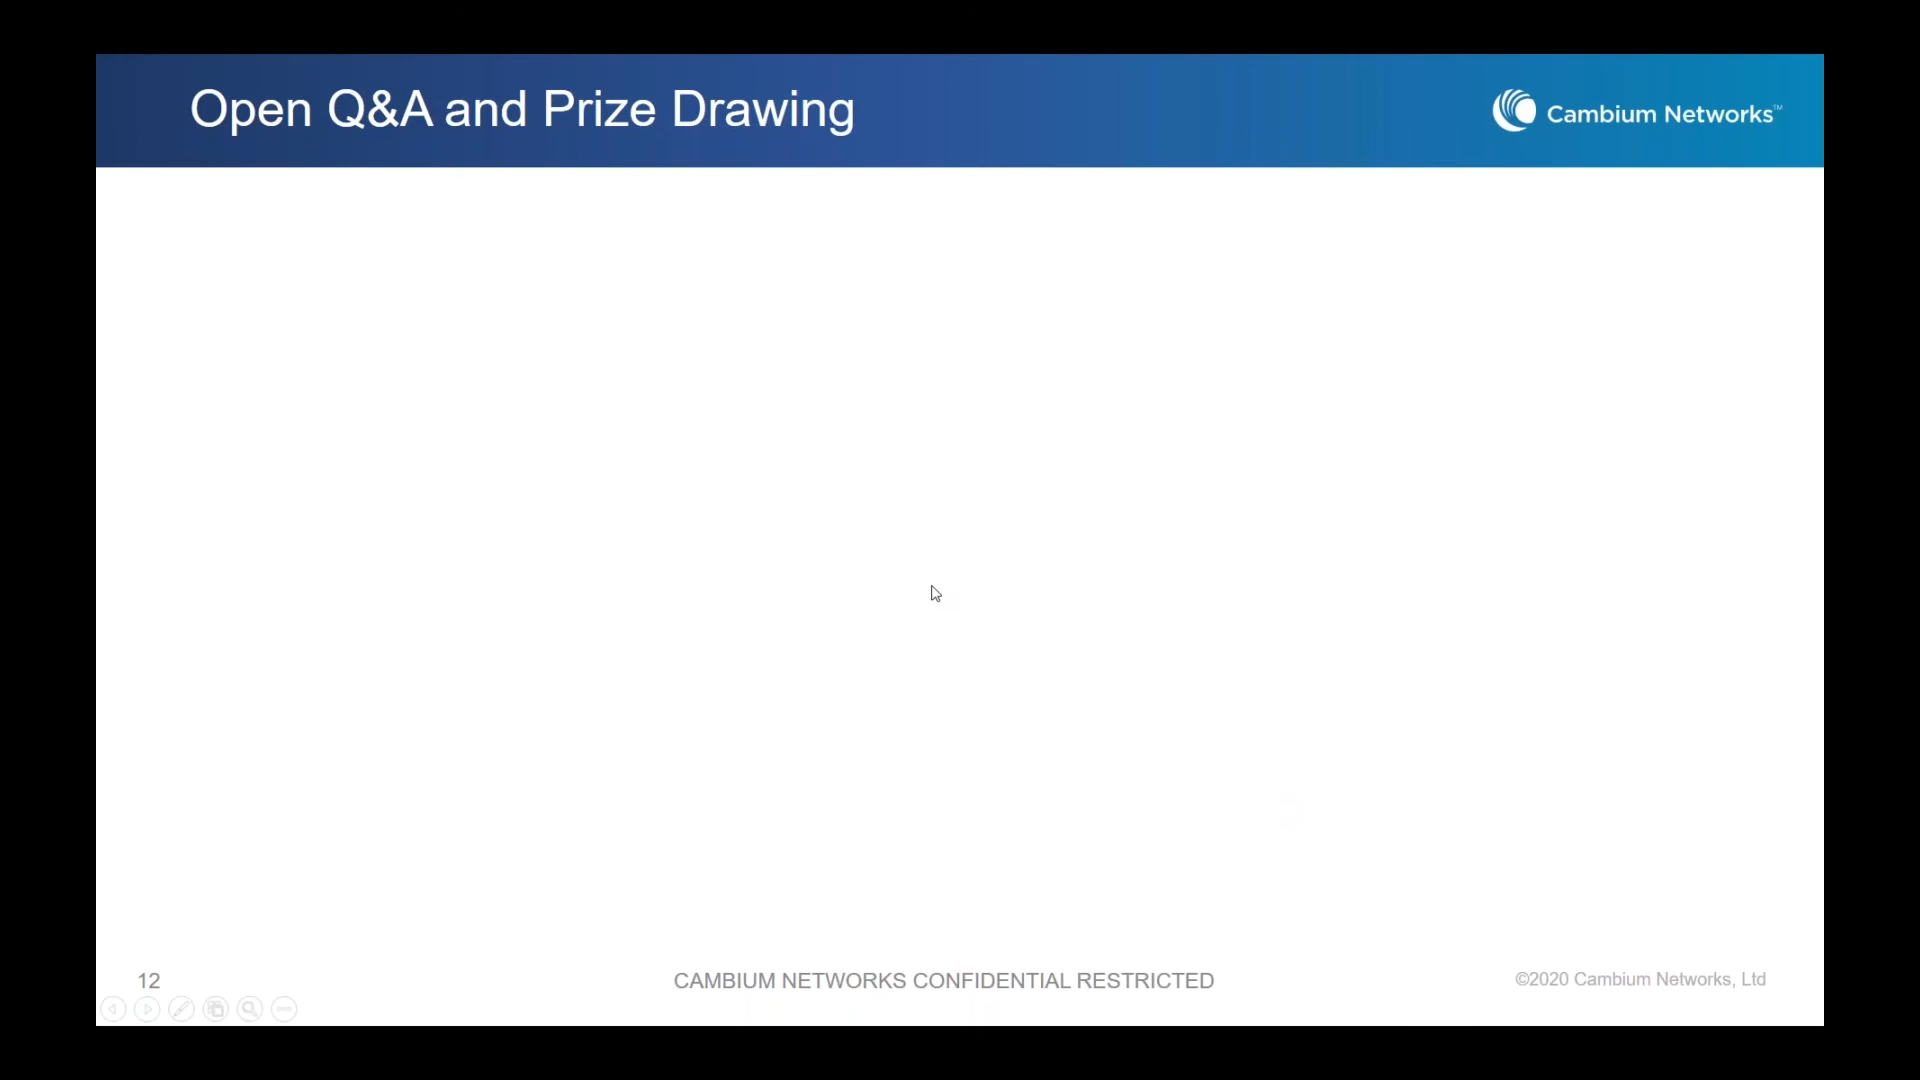 Open Q&A and Prize Drawing
Cambium Networks™
12
CAMBIUM NETWORKS CONFIDENTIAL RESTRICTED
©2020 Cambium Networks, Ltd